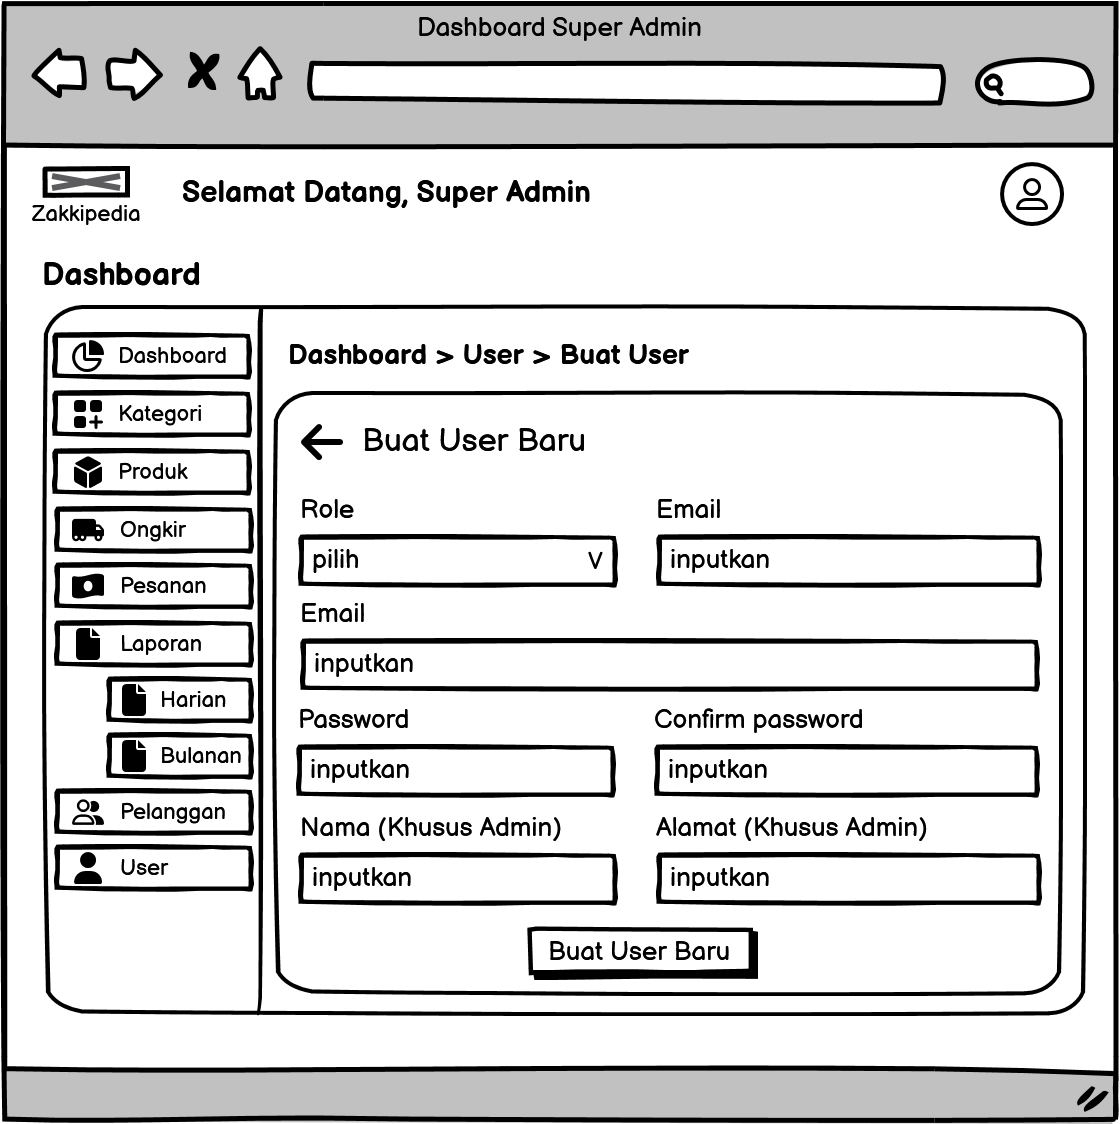 Dashboard Super Admin
Zakkipedia
Selamat Datang, Super Admin
Dashboard
Dashboard
Kategori
Produk
Ongkir
Pesanan
Laporan
Harian
Bulanan
Pelanggan
User
Dashboard > User > Buat User
Buat User Baru
Role
Email
pilih V
inputkan
Email
inputkan
Password
Confirm password
inputkan
inputkan
Nama (Khusus Admin)
Alamat (Khusus Admin)
inputkan
inputkan
Buat User Baru